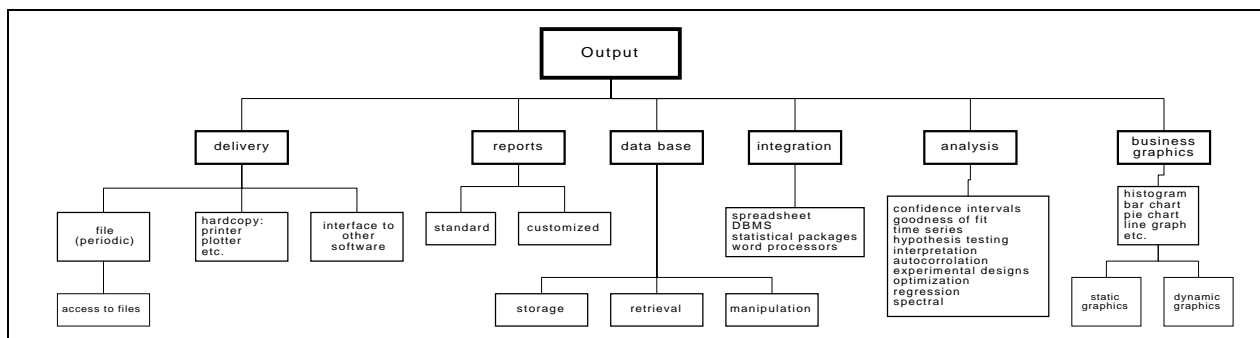 Output
delivery
reports
data base
integration
analysis
business
graphics
file
(periodic)
hardcopy:
printer
plotter
etc.
interface to
other
software
standard
customized
spreadsheet
DBMS
statistical packages
word processors
confidence intervals
goodness of fit
time series
hypothesis testing
interpretation
autocorrolation
experimental designs
optimization
regression
spectral
histogram
bar chart
pie chart
line graph
etc.
access to files
storage
retrieval
manipulation
static
graphics
dynamic
graphics